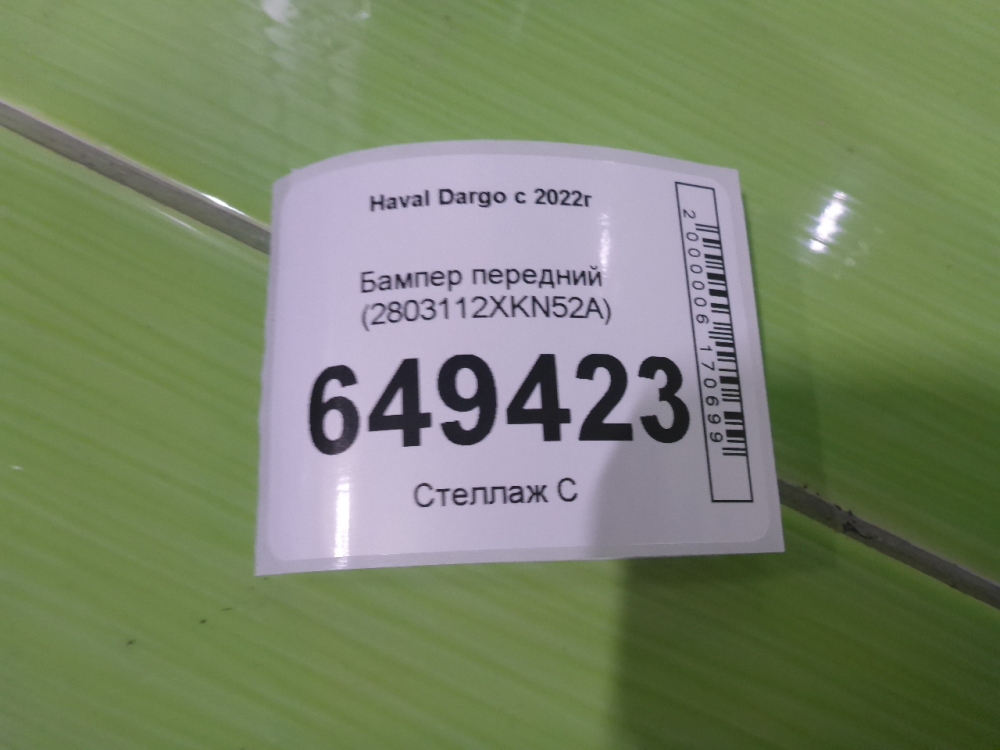 Haval Dargo с 2022г
Бампер передний
(2803112XKN52A)
649423
Стеллаж С
2000006170699